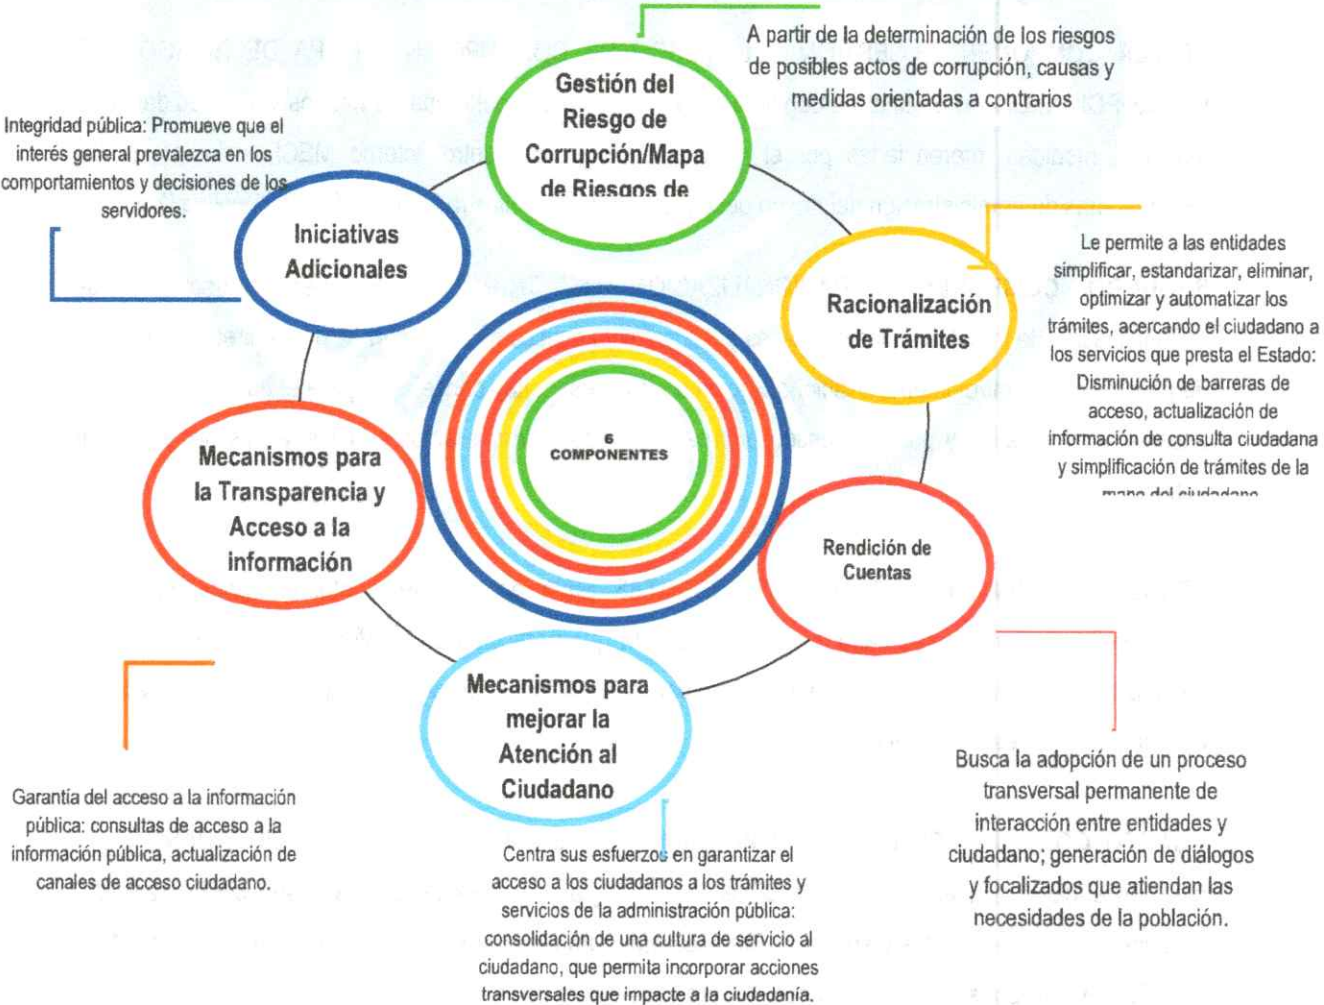 A partir de la determinación de los riesgos
de posibles actos de corrupción, causas y
medidas orientadas a contrarios
Gestión del
Riesgo de
Corrupción/Mapa
de Riesgos de
Integridad pública: Promueve que el
interés general prevalezca en los
comportamientos y decisiones de los
servidores.
Iniciativas
Adicionales
Racionalización
de Trámites
Le permite a las entidades
simplificar, estandarizar, eliminar,
optimizar y automatizar los
trámites, acercando el ciudadano a
los servicios que presta el Estado:
Disminución de barreras de
acceso, actualización de
información de consulta ciudadana
y simplificación de trámites de la
mano del ciudadano
6
COMPONENTES
Mecanismos para
la Transparencia y
Acceso a la
información
Rendición de
Cuentas
Mecanismos para
mejorar la
Atención al
Ciudadano
Busca la adopción de un proceso
transversal permanente de
interacción entre entidades y
ciudadano; generación de diálogos
y focalizados que atiendan las
necesidades de la población.
Garantía del acceso a la información
pública: consultas de acceso a la
información pública, actualización de
canales de acceso ciudadano.
Centra sus esfuerzos en garantizar el
acceso a los ciudadanos a los trámites y
servicios de la administración pública:
consolidación de una cultura de servicio al
ciudadano, que permita incorporar acciones
transversales que impacte a la ciudadanía.